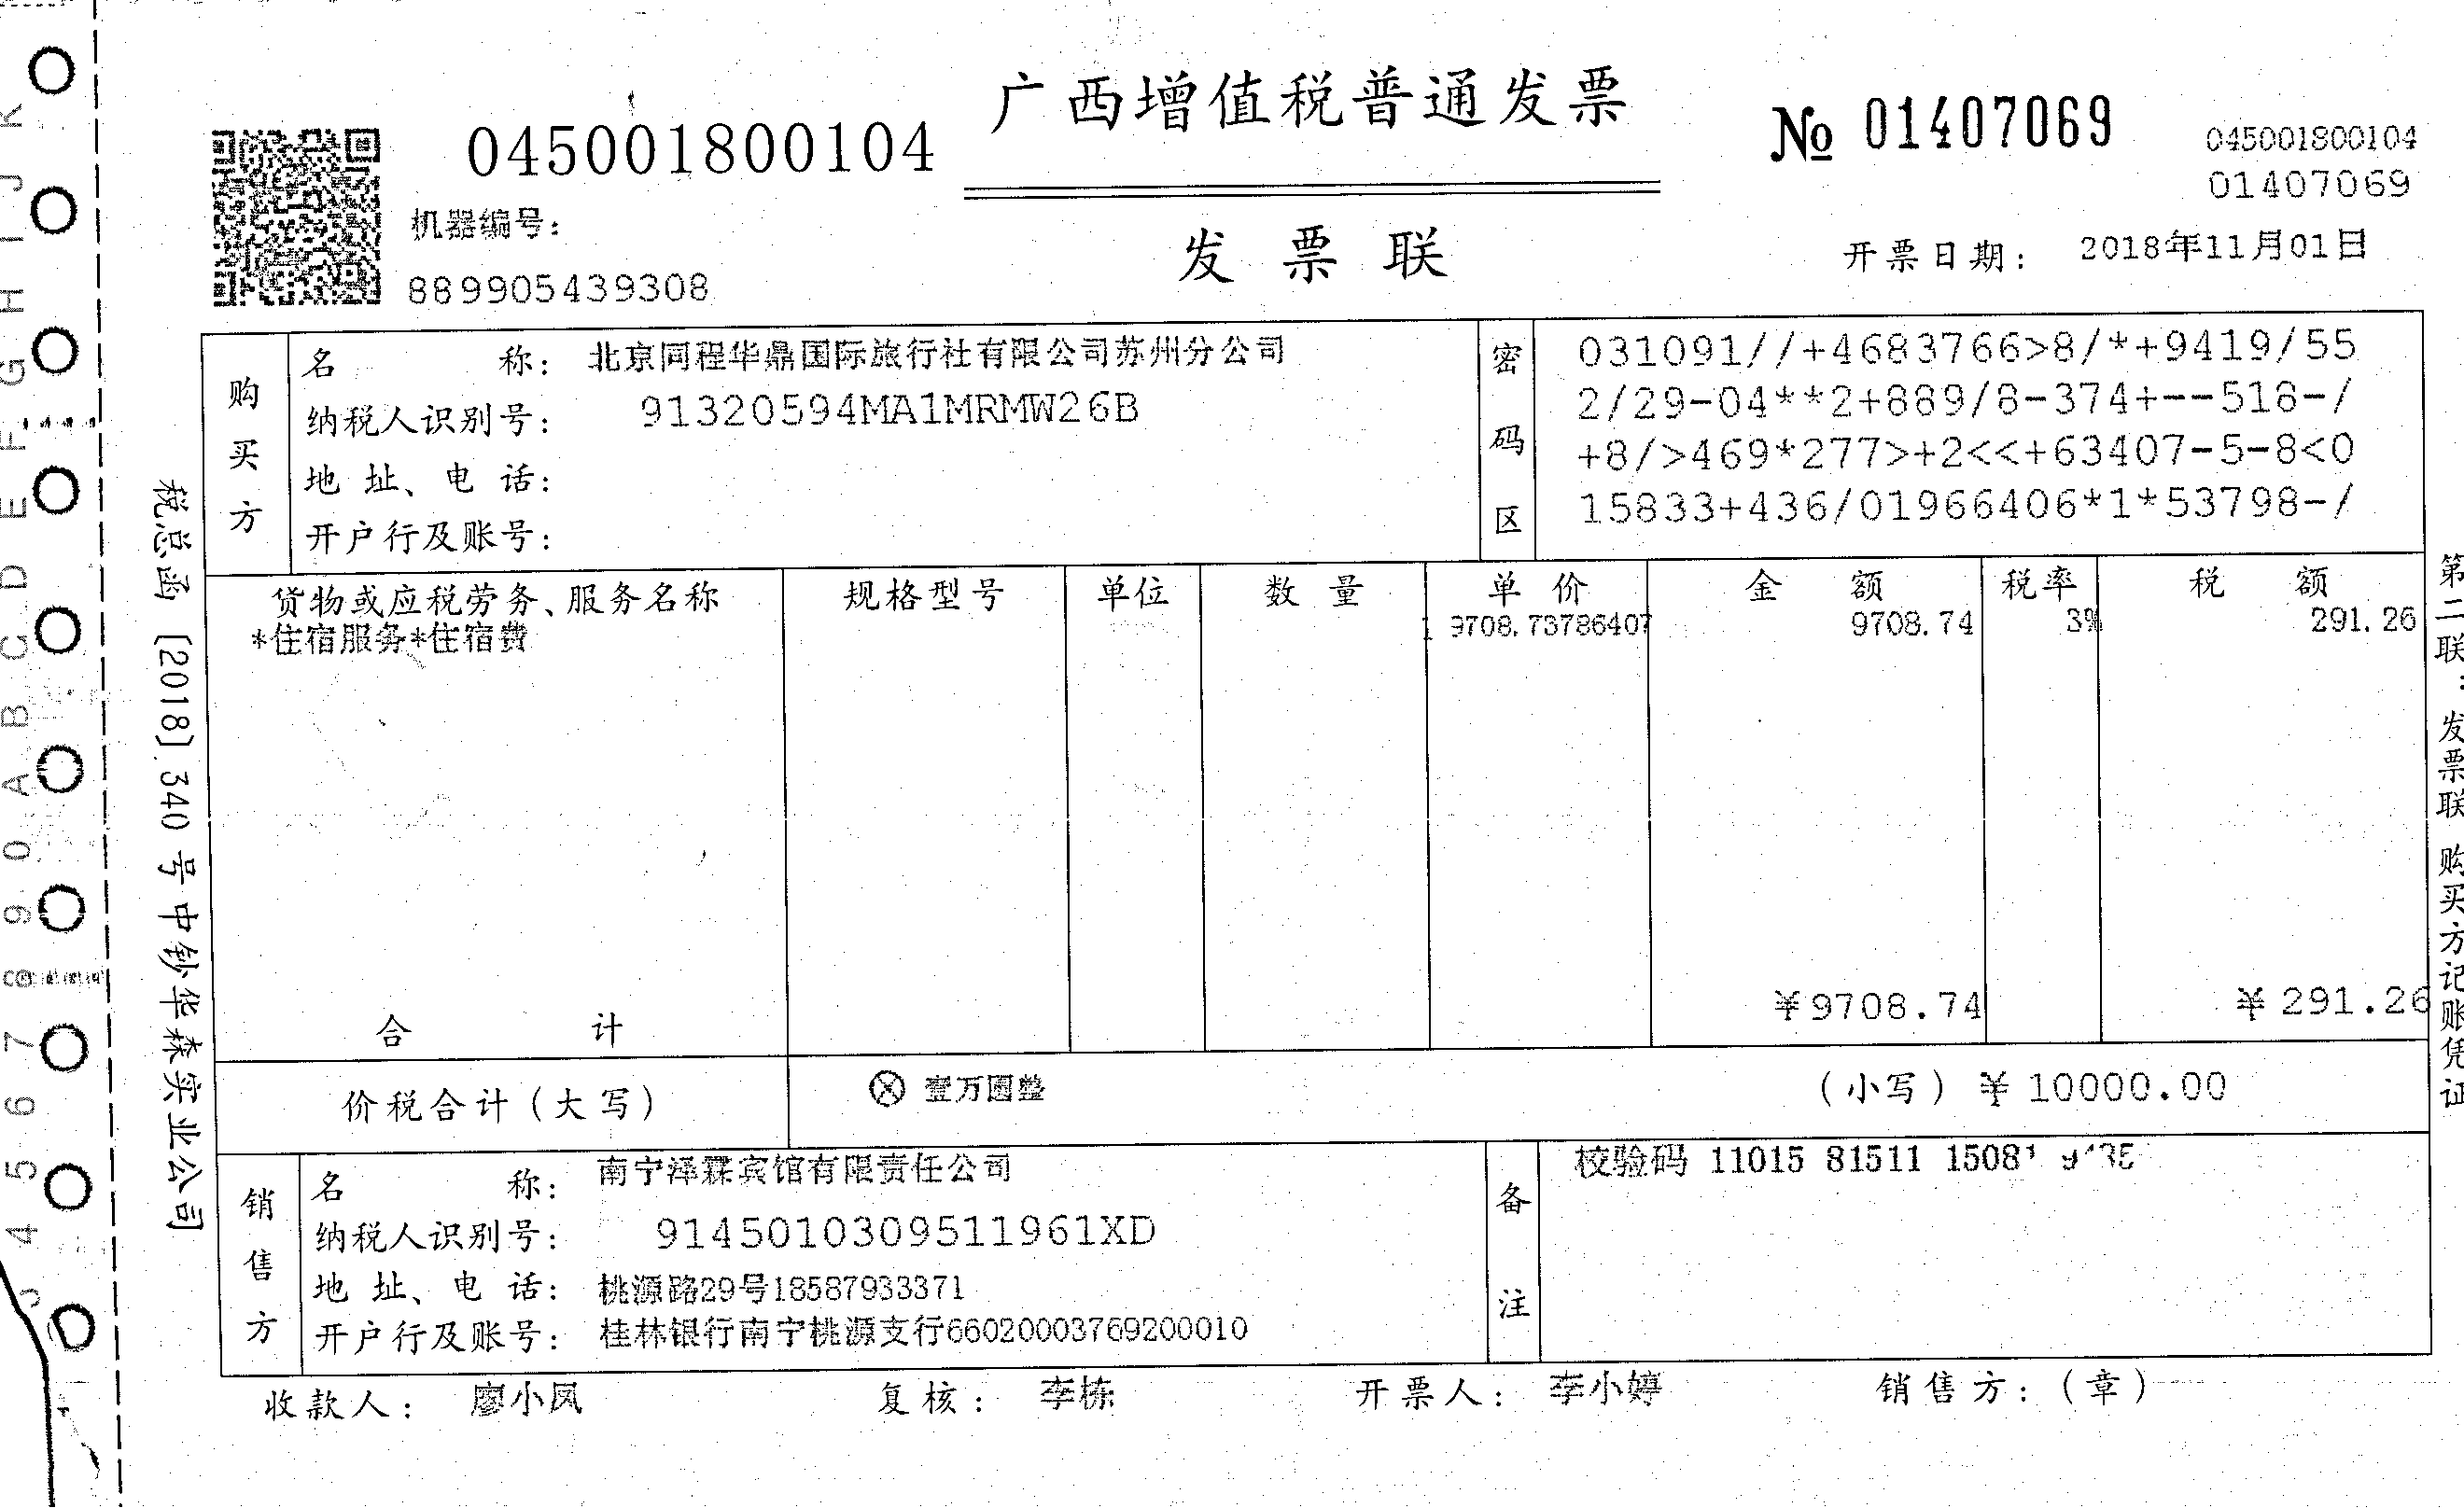 广西增值税普通发票
045001800104
№ 01407069
045001800104
01407069
机器编号：
889905439308
发票联
开票日期： 2018年11月01日
购买方
名称： 北京同程华鼎国际旅行社有限公司苏州分公司
纳税人识别号： 91320594MA1MRMW26B
地址、电话：
开户行及账号：
密码区
031091//+4683766>8/*+9419/55
2/29-04**2+889/8-374+--518-/
+8/>469*277>+2<<+63407-5-8<0
15833+436/01966406*1*53798-/
货物或应税劳务、服务名称 规格型号 单位 数量 单价 金额 税率 税额
*住宿服务*住宿费 1 9708.73786407 9708.74 3% 291.26
合计 ¥9708.74 ¥291.26
价税合计（大写） ⊗ 壹万圆整 （小写）¥10000.00
销售方
名称： 南宁泽霖宾馆有限责任公司
纳税人识别号： 9145010309511961XD
地址、电话： 桃源路29号18587933371
开户行及账号： 桂林银行南宁桃源支行660200003769200010
备注
校验码 11015 81511
收款人： 廖小凤 复核： 李栋 开票人： 李小婷 销售方：（章）
税总函〔2018〕340号中钞华森实业公司
第二联：发票联 购买方记账凭证
3 4 5 6 7 8 9 0 A B C D E F G H I J K